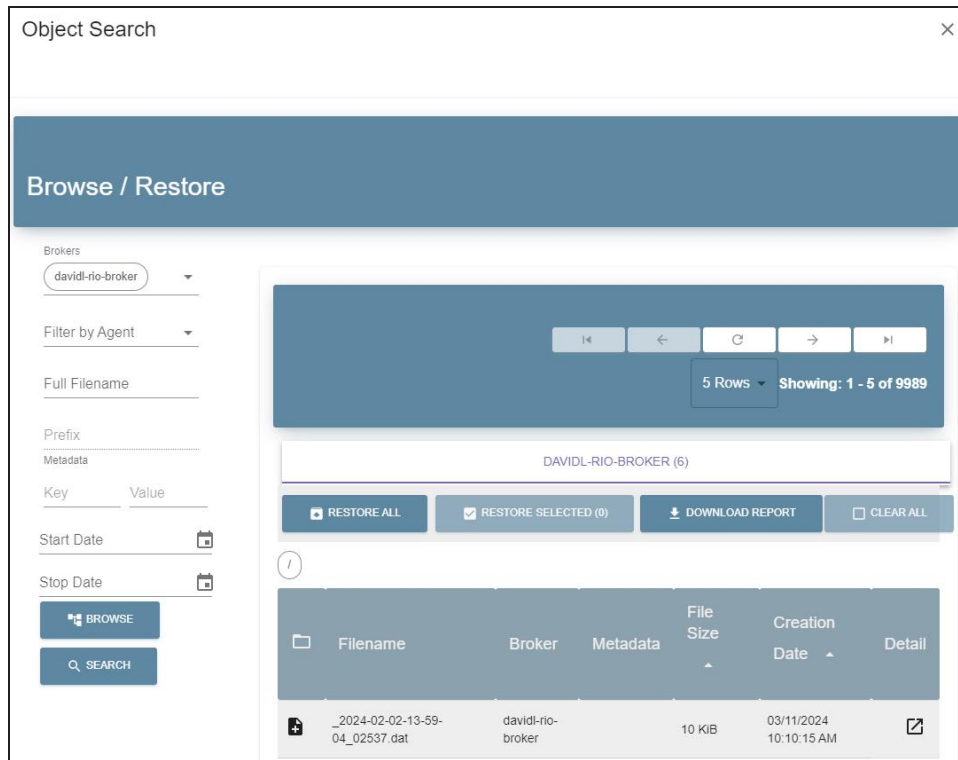 Object Search
Browse / Restore
Brokers
davidl-rio-broker
Filter by Agent
Full Filename
Prefix
Metadata
Key Value
Start Date
Stop Date
BROWSE
SEARCH
5 Rows Showing: 1 - 5 of 9989
DAVIDL-RIO-BROKER (6)
RESTORE ALL RESTORE SELECTED (0) DOWNLOAD REPORT CLEAR ALL
/
Filename Broker Metadata File
Size Creation
Date Detail
_2024-02-02-13-59-
04_02537.dat davidl-rio-
broker 10 KiB 03/11/2024
10:10:15 AM